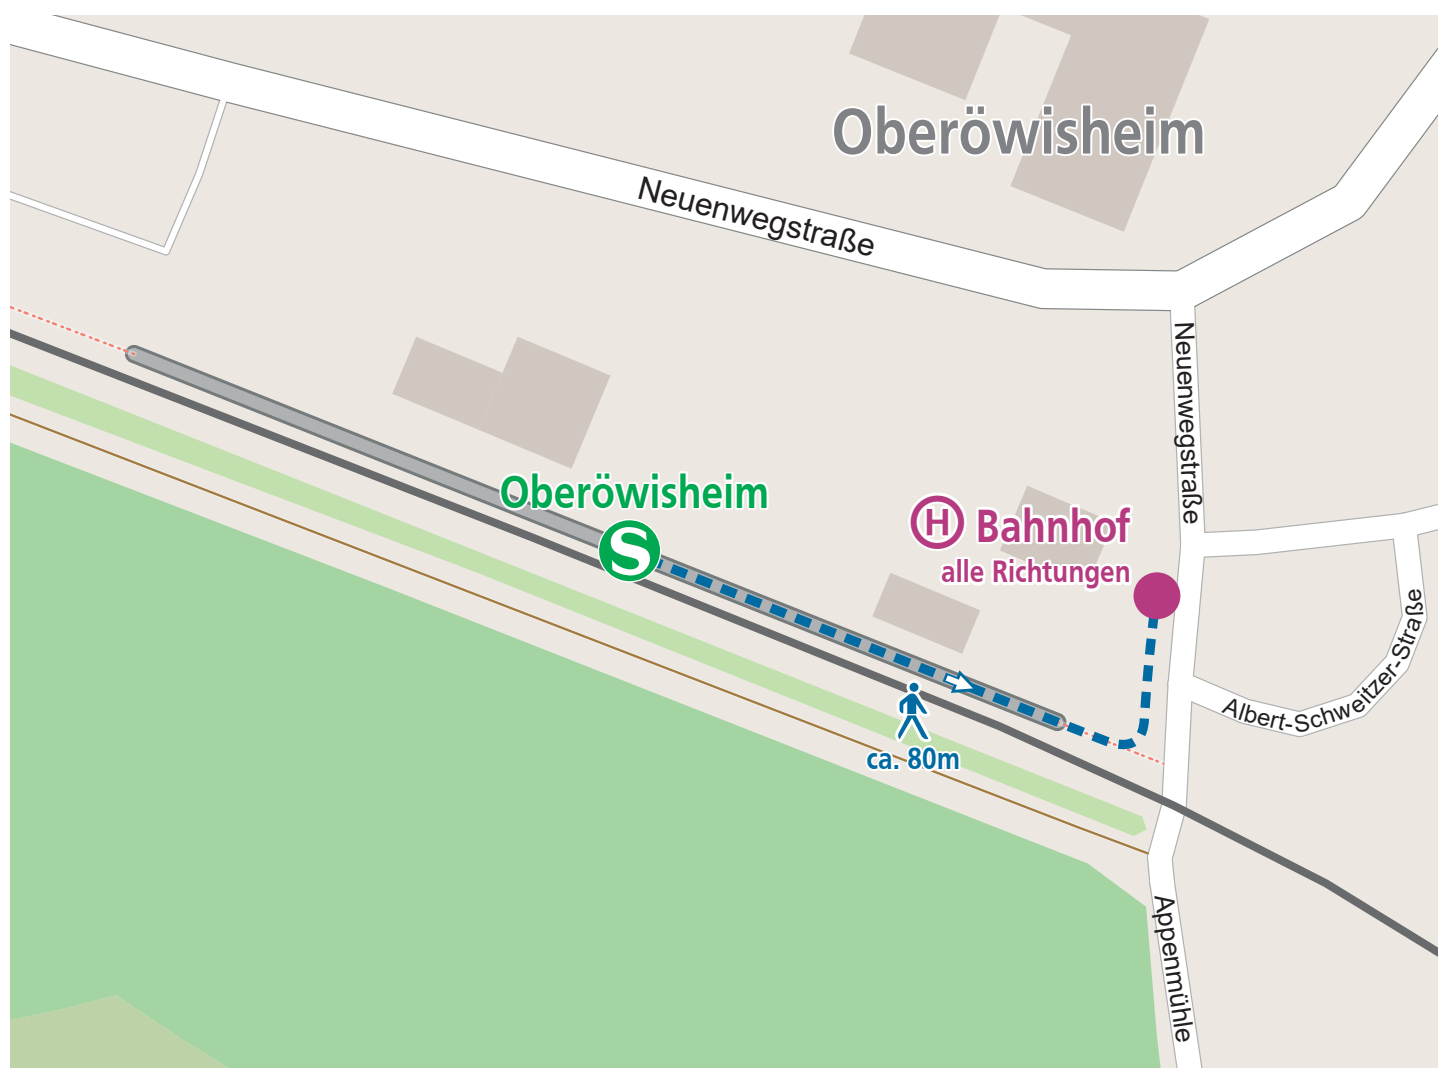 Oberöwisheim
Neuenwegstraße
Neuenwegstraße
Oberöwisheim
S
H Bahnhof
alle Richtungen
Albert-Schweitzer-Straße
ca. 80m
Appenmühle